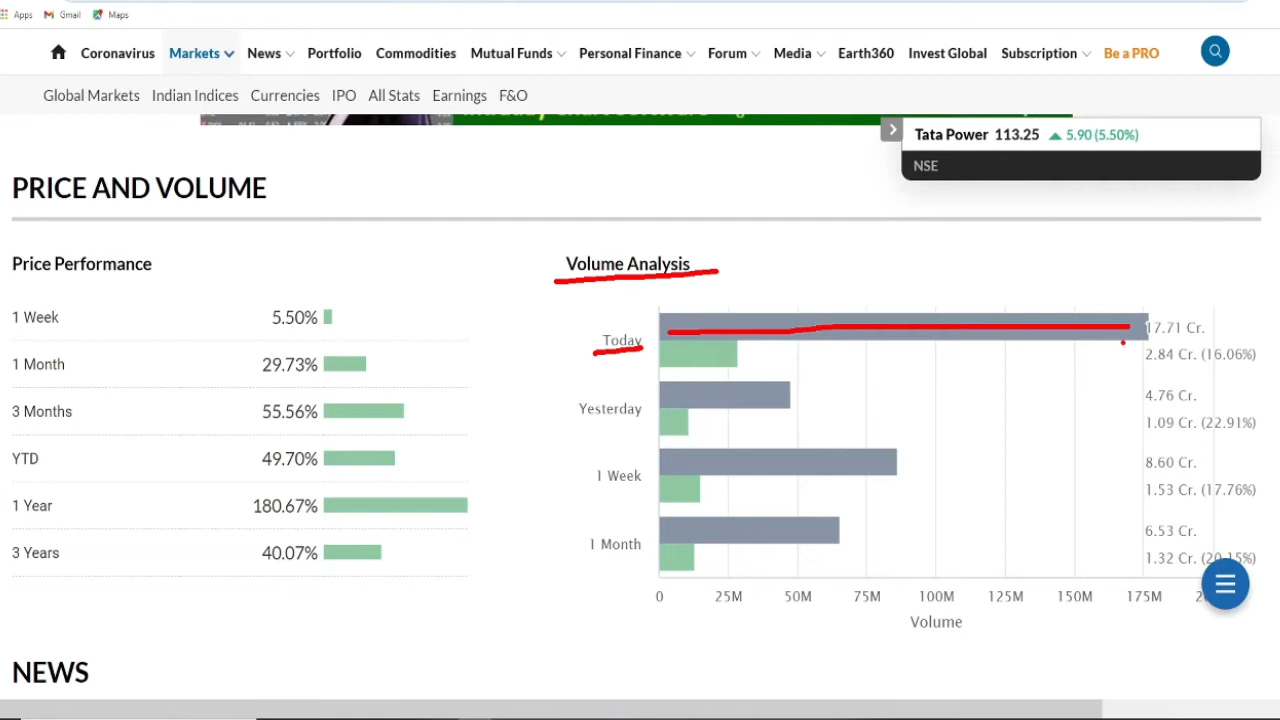 Apps Gmail Maps
Coronavirus Markets News Portfolio Commodities Mutual Funds Personal Finance Forum Media Earth360 Invest Global Subscription Be a PRO
Global Markets Indian Indices Currencies IPO All Stats Earnings F&O
Tata Power 113.25 5.90 (5.50%)
NSE
PRICE AND VOLUME
Price Performance
1 Week 5.50%
1 Month 29.73%
3 Months 55.56%
YTD 49.70%
1 Year 180.67%
3 Years 40.07%
Volume Analysis
Today 17.71 Cr.
2.84 Cr. (16.06%)
Yesterday 4.76 Cr.
1.09 Cr. (22.91%)
1 Week 8.60 Cr.
1.53 Cr. (17.76%)
1 Month 6.53 Cr.
1.32 Cr. (20.15%)
0 25M 50M 75M 100M 125M 150M 175M
Volume
NEWS